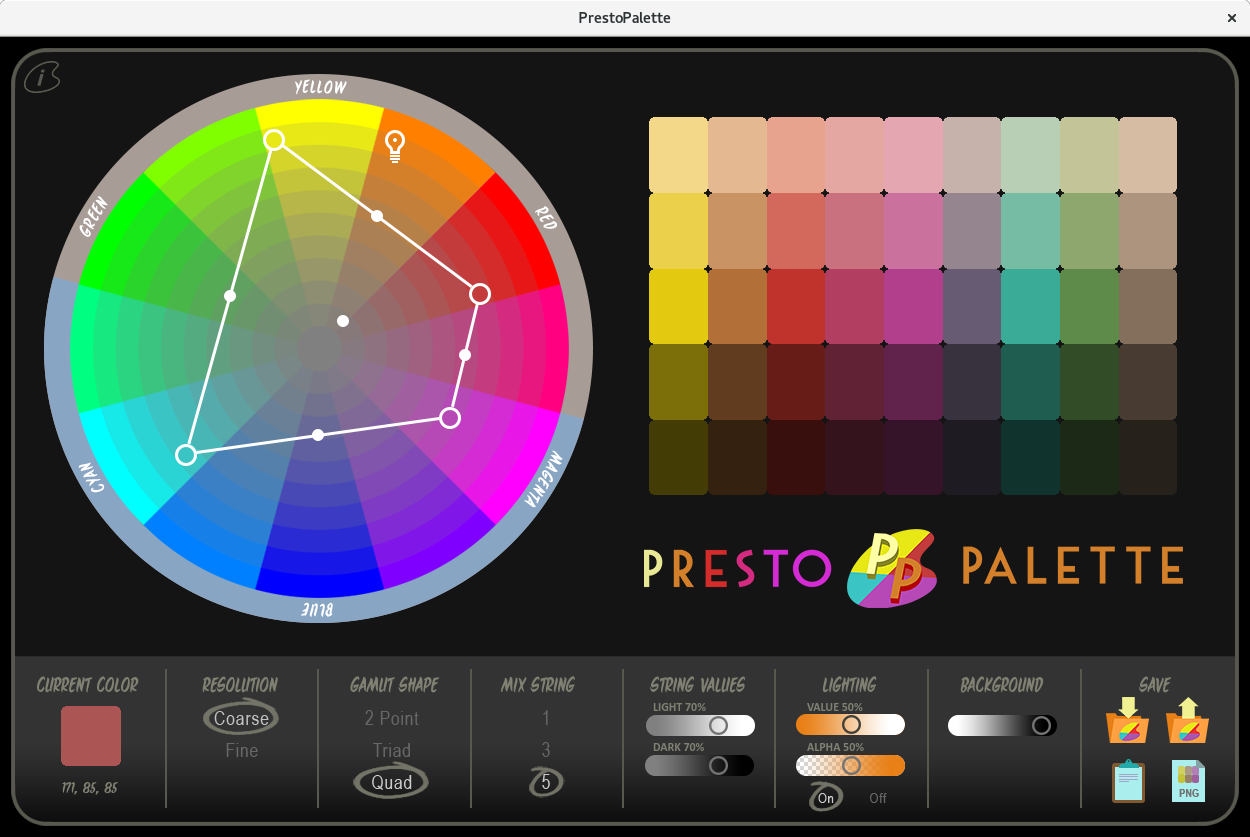 PrestoPalette
i
YELLOW
GREEN
RED
CYAN
MAGENTA
BLUE
PRESTO PP PALETTE
CURRENT COLOR
171, 85, 85
RESOLUTION
Coarse
Fine
GAMUT SHAPE
2 Point
Triad
Quad
MIX STRING
1
3
5
STRING VALUES
LIGHT 70%
DARK 70%
LIGHTING
VALUE 50%
ALPHA 50%
On Off
BACKGROUND
SAVE
PNG